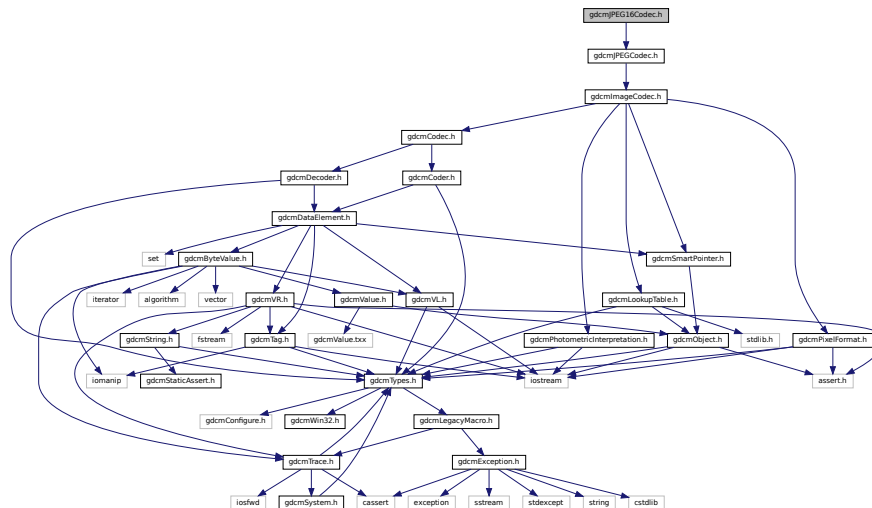 gdcmJPEG16Codec.h
gdcmJPEGCodec.h
gdcmImageCodec.h
gdcmCodec.h
gdcmDecoder.h
gdcmCoder.h
gdcmDataElement.h
set
gdcmByteValue.h
gdcmSmartPointer.h
iterator
algorithm
vector
gdcmVR.h
gdcmValue.h
gdcmVL.h
gdcmLookupTable.h
gdcmString.h
fstream
gdcmTag.h
gdcmValue.txx
gdcmPhotometricInterpretation.h
gdcmObject.h
stdlib.h
gdcmPixelFormat.h
iomanip
gdcmStaticAssert.h
gdcmTypes.h
iostream
assert.h
gdcmConfigure.h
gdcmWin32.h
gdcmLegacyMacro.h
gdcmTrace.h
gdcmException.h
iosfwd
gdcmSystem.h
cassert
exception
sstream
stdexcept
string
cstdlib